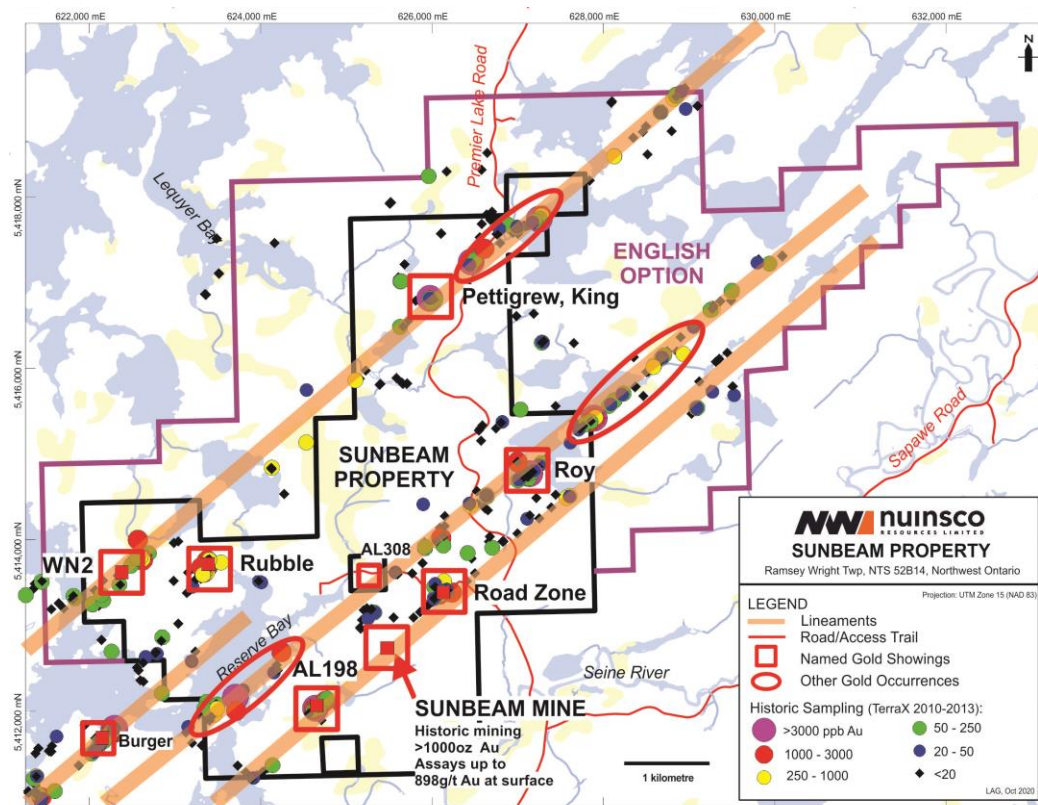 622,000 mE
624,000 mE
626,000 mE
628,000 mE
630,000 mE
632,000 mE
N
5,418,000 mN
5,416,000 mN
5,414,000 mN
5,412,000 mN
Premier Lake Road
Lequyer Bay
ENGLISH
OPTION
Pettigrew, King
Sapawe Road
SUNBEAM
PROPERTY
Roy
WN2
Rubble
AL308
Road Zone
Reserve Bay
AL198
Seine River
Burger
SUNBEAM MINE
Historic mining
>1000oz Au
Assays up to
898g/t Au at surface
1 kilometre
NWI nuinsco
RESOURCES LIMITED
SUNBEAM PROPERTY
Ramsey Wright Twp, NTS 52B14, Northwest Ontario
Projection: UTM Zone 15 (NAD 83)
LEGEND
Lineaments
Road/Access Trail
Named Gold Showings
Other Gold Occurrences
Historic Sampling (TerraX 2010-2013):
>3000 ppb Au
1000 - 3000
250 - 1000
50 - 250
20 - 50
<20
LAG, Oct 2020